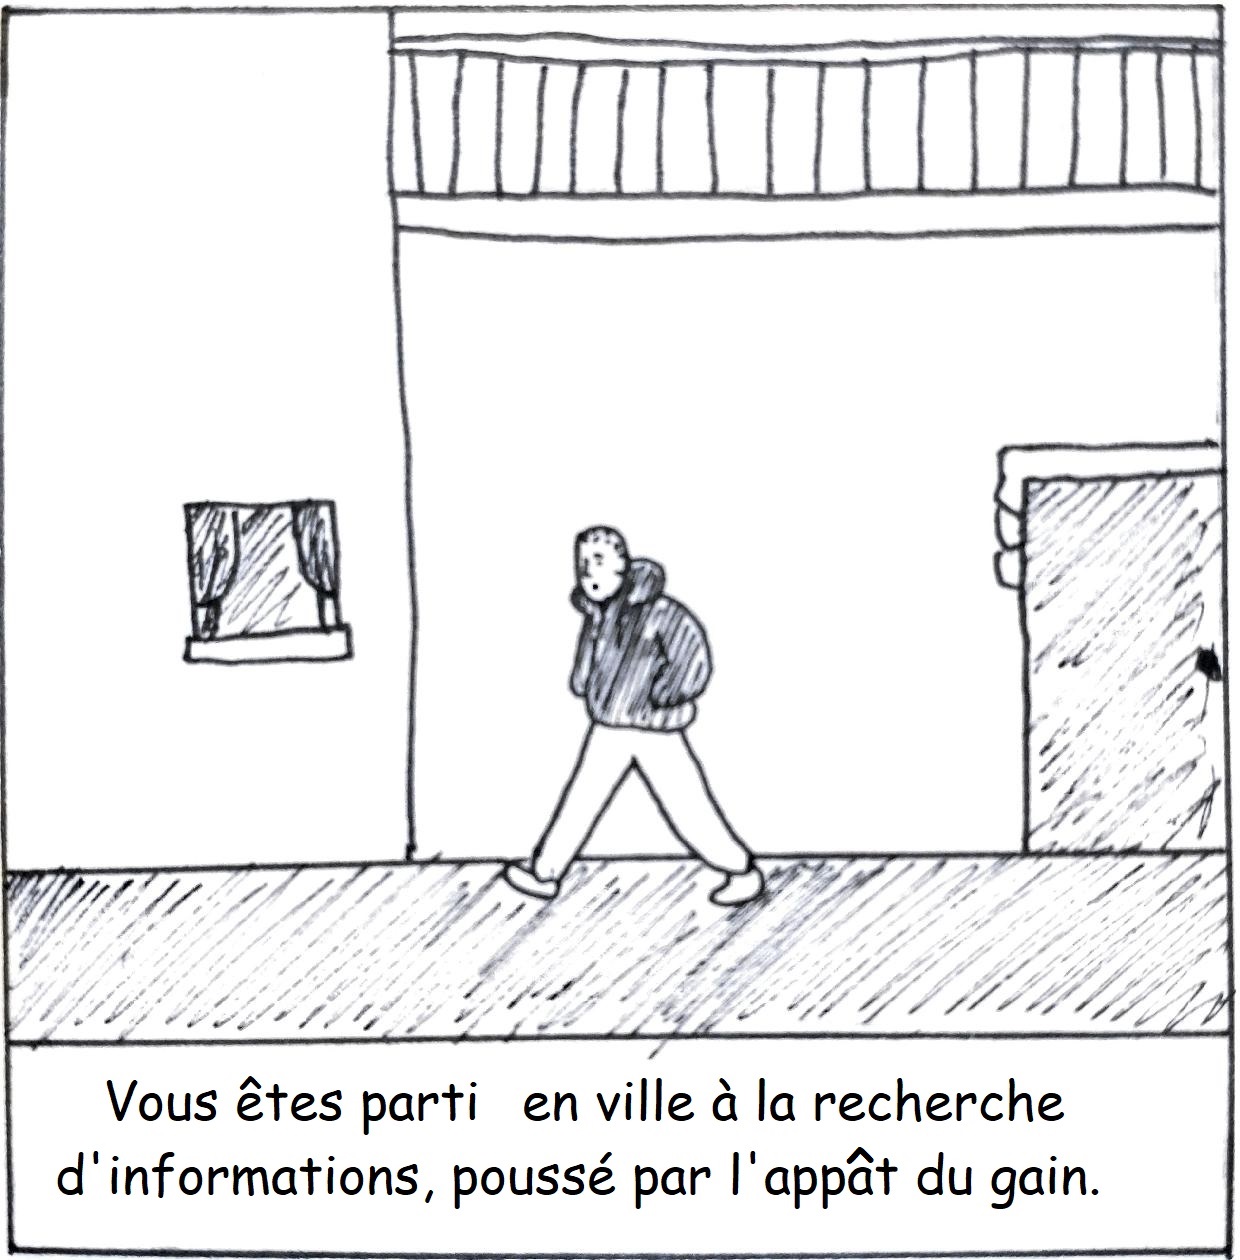 Vous êtes parti en ville à la recherche
d'informations, poussé par l'appât du gain.